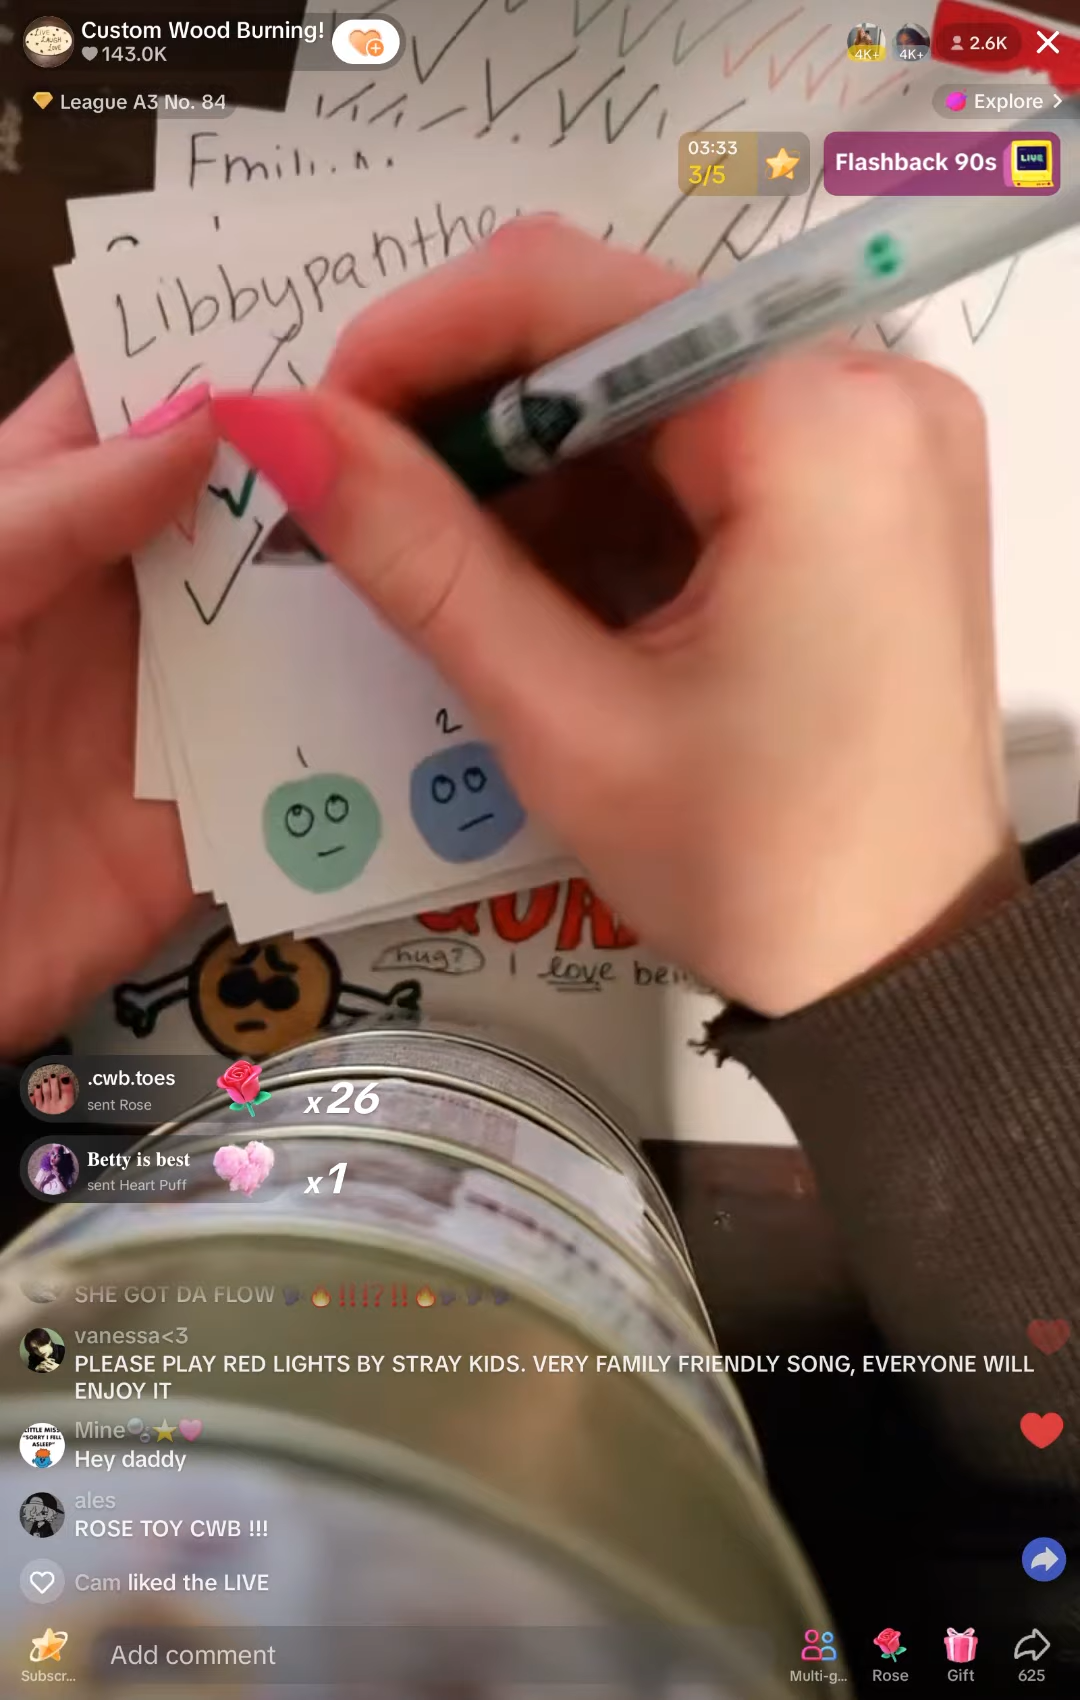 Custom Wood Burning!
143.0K
4K+
4K+
2.6K
League A3 No. 84
Explore
03:33
3/5
Flashback 90s
LIVE
Libbypanthe
1
2
hug?
I love bei
.cwb.toes
sent Rose
x26
Betty is best
sent Heart Puff
x1
SHE GOT DA FLOW
vanessa<3
PLEASE PLAY RED LIGHTS BY STRAY KIDS. VERY FAMILY FRIENDLY SONG, EVERYONE WILL
ENJOY IT
Mine
Hey daddy
ales
ROSE TOY CWB !!!
Cam liked the LIVE
Add comment
Subscr...
Multi-g...
Rose
Gift
625